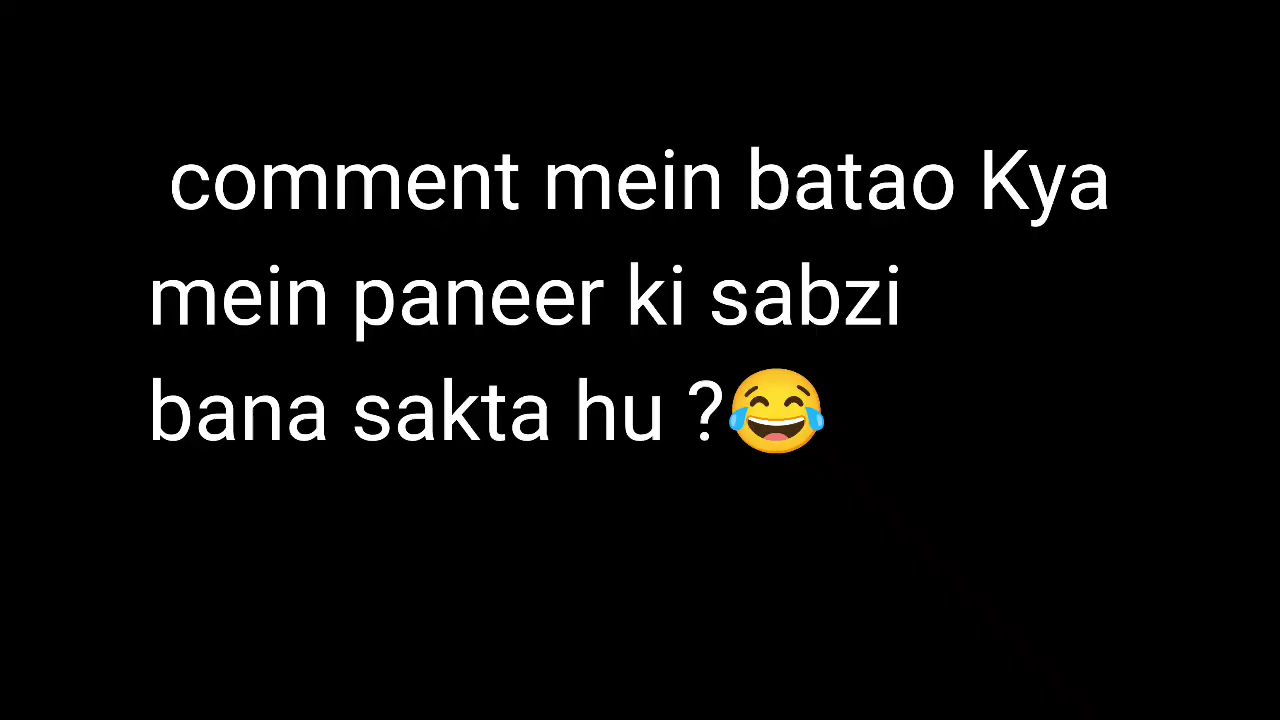 comment mein batao Kya
mein paneer ki sabzi
bana sakta hu ?😂